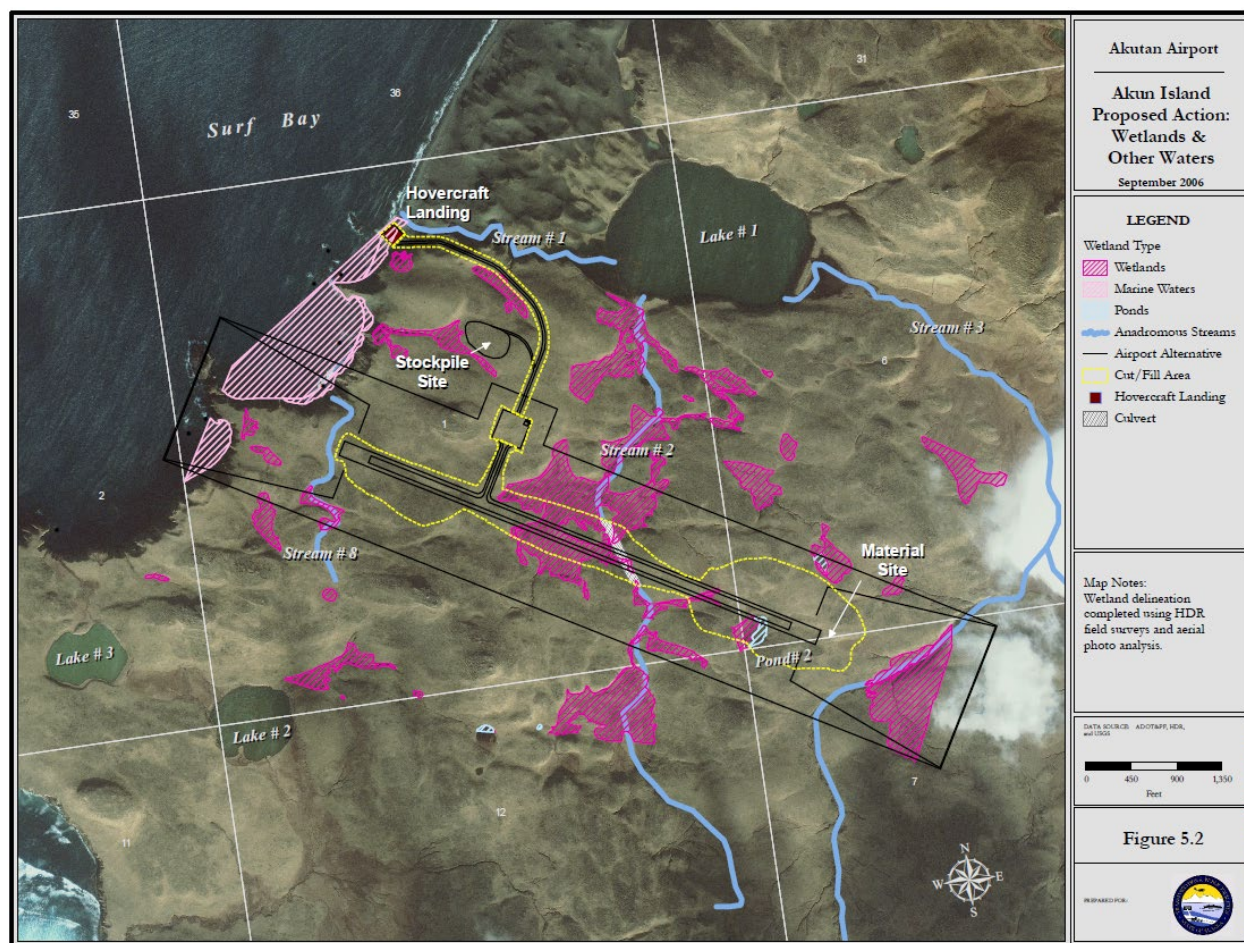 35
36
31
Surf Bay
Hovercraft
Landing
Stream # 1
Lake # 1
Stream # 3
6
Stockpile
Site
1
Stream # 2
2
Stream # 8
Material
Site
Pond# 2
Lake # 3
Lake # 2
7
12
11
N
W
E
S
Akutan Airport
Akun Island
Proposed Action:
Wetlands &
Other Waters
September 2006
LEGEND
Wetland Type
Wetlands
Marine Waters
Ponds
Anadromous Streams
Airport Alternative
Cut/Fill Area
Hovercraft Landing
Culvert
Map Notes:
Wetland delineation
completed using HDR
field surveys and aerial
photo analysis.
DATA SOURCE: ADOT&PF, HDR,
and USGS
0 450 900 1,350
Feet
Figure 5.2
PREPARED FOR: